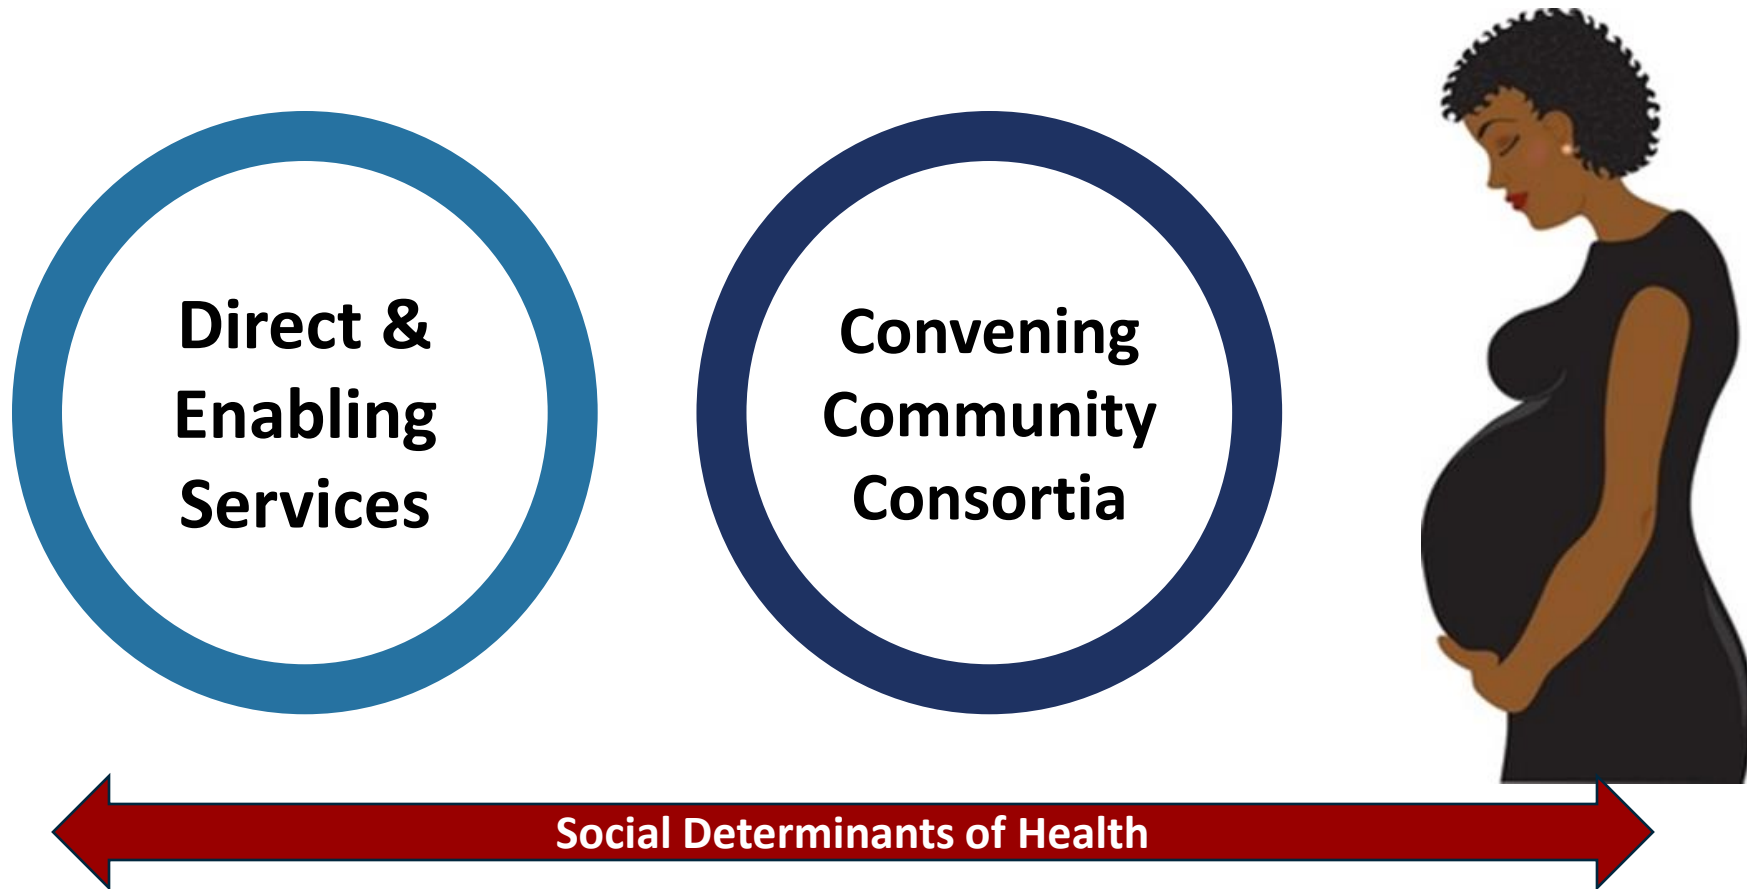 Direct &
Enabling
Services
Convening
Community
Consortia
Social Determinants of Health